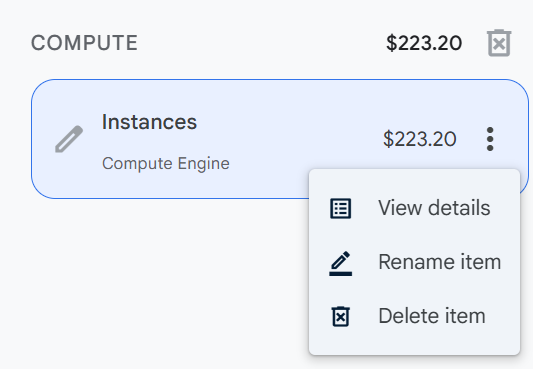 COMPUTE $223.20
Instances
$223.20
Compute Engine
View details
Rename item
Delete item